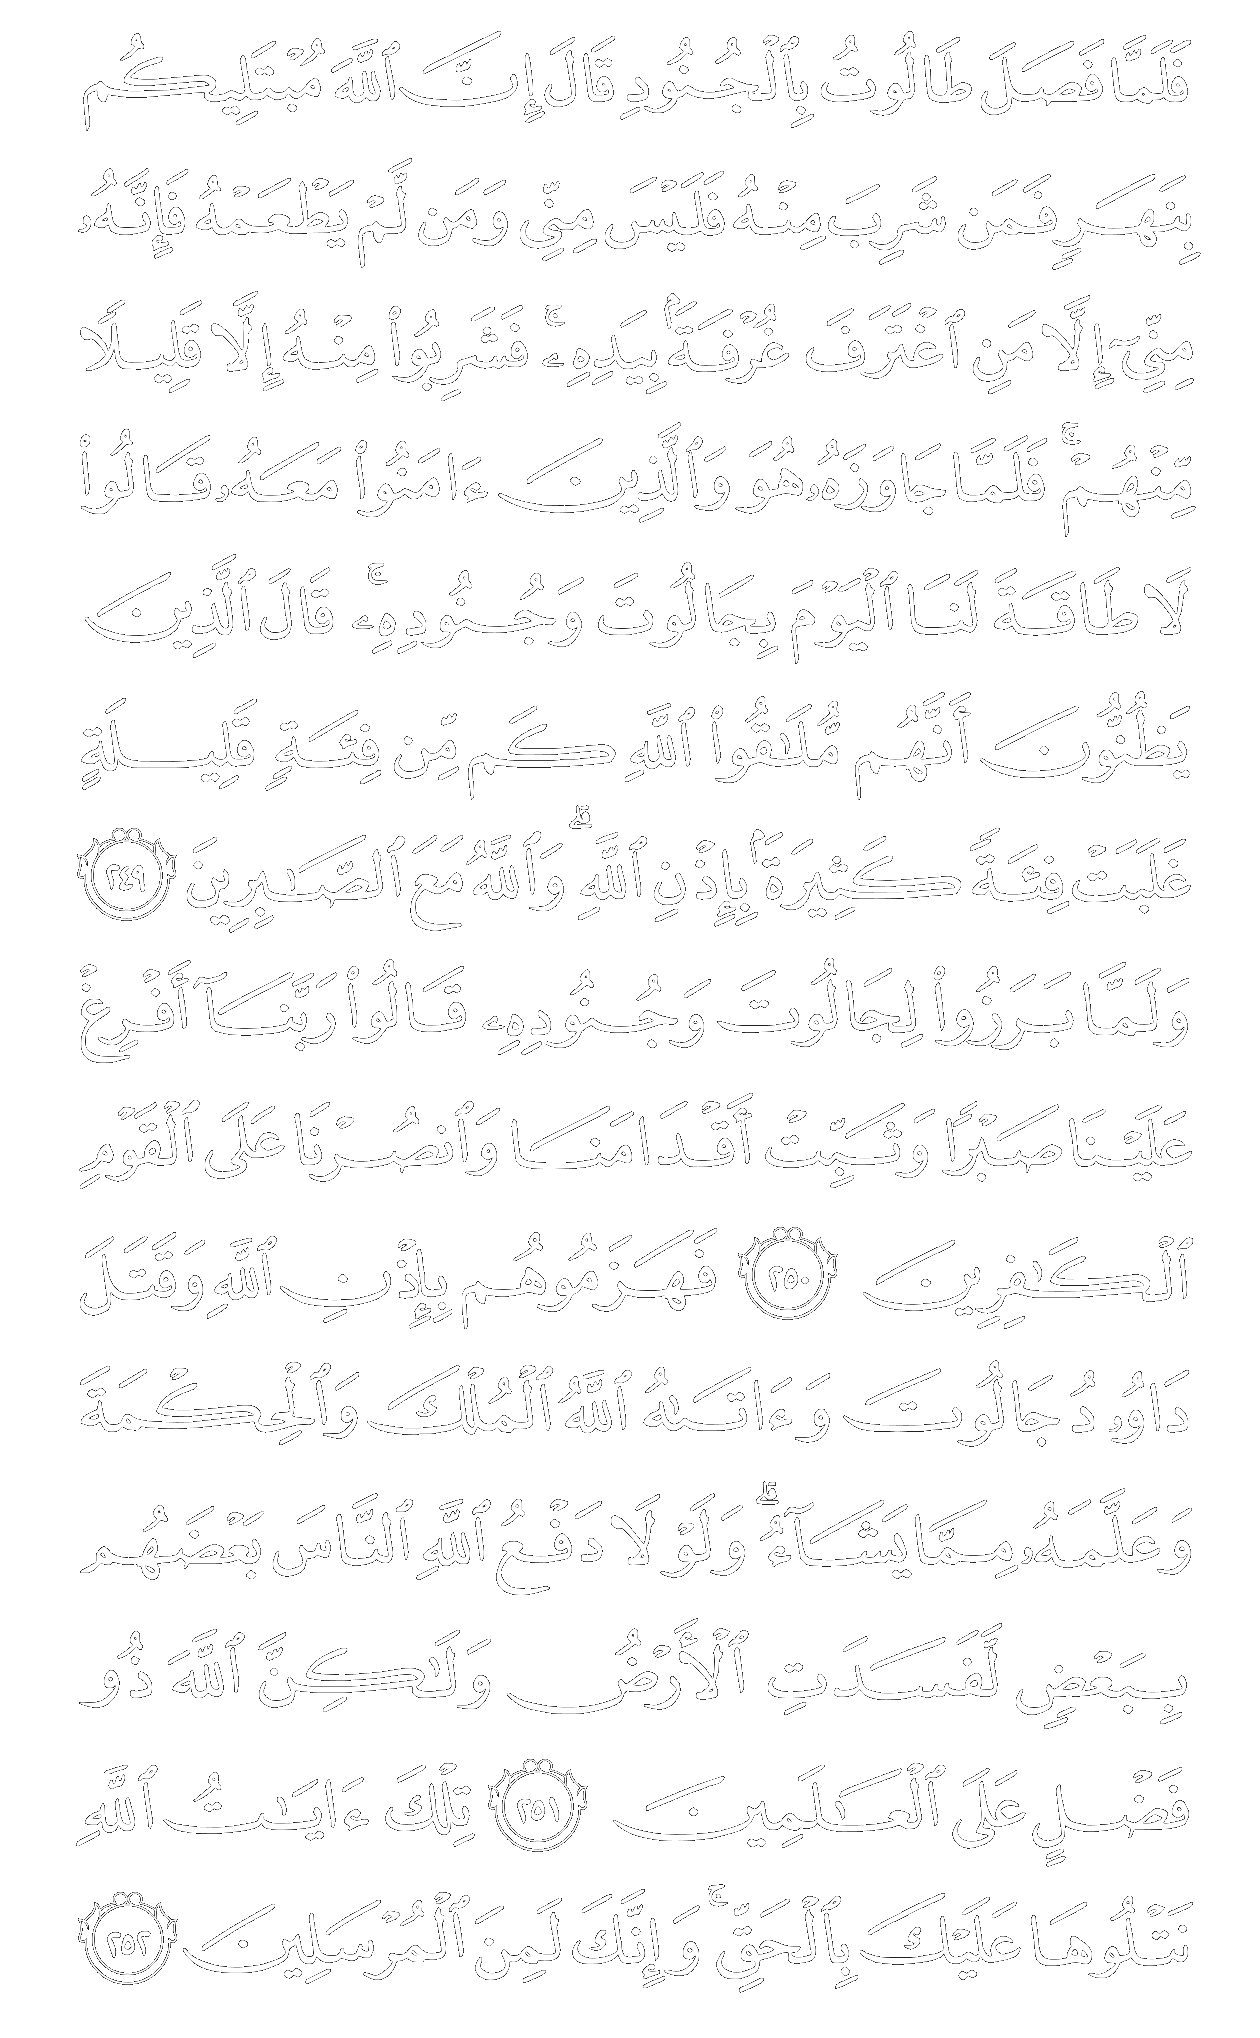 فَلَمَّا فَصَلَ طَالُوتُ بِٱلْجُنُودِ قَالَ إِنَّ ٱللَّهَ مُبْتَلِيكُم
بِنَهَرٍ فَمَن شَرِبَ مِنْهُ فَلَيْسَ مِنِّي وَمَن لَّمْ يَطْعَمْهُ فَإِنَّهُۥ
مِنِّيٓ إِلَّا مَنِ ٱغْتَرَفَ غُرْفَةَۢ بِيَدِهِۦۚ فَشَرِبُوا۟ مِنْهُ إِلَّا قَلِيلًا
مِّنْهُمْۚ فَلَمَّا جَاوَزَهُۥ هُوَ وَٱلَّذِينَ ءَامَنُوا۟ مَعَهُۥ قَالُوا۟
لَا طَاقَةَ لَنَا ٱلْيَوْمَ بِجَالُوتَ وَجُنُودِهِۦۚ قَالَ ٱلَّذِينَ
يَظُنُّونَ أَنَّهُم مُّلَٰقُوا۟ ٱللَّهِ كَم مِّن فِئَةٍ قَلِيلَةٍ
غَلَبَتْ فِئَةً كَثِيرَةَۢ بِإِذْنِ ٱللَّهِۗ وَٱللَّهُ مَعَ ٱلصَّٰبِرِينَ ٢٤٩
وَلَمَّا بَرَزُوا۟ لِجَالُوتَ وَجُنُودِهِۦ قَالُوا۟ رَبَّنَآ أَفْرِغْ
عَلَيْنَا صَبْرًا وَثَبِّتْ أَقْدَامَنَا وَٱنصُرْنَا عَلَى ٱلْقَوْمِ
ٱلْكَٰفِرِينَ ٢٥٠ فَهَزَمُوهُم بِإِذْنِ ٱللَّهِ وَقَتَلَ
دَاوُۥدُ جَالُوتَ وَءَاتَىٰهُ ٱللَّهُ ٱلْمُلْكَ وَٱلْحِكْمَةَ
وَعَلَّمَهُۥ مِمَّا يَشَآءُۗ وَلَوْلَا دَفْعُ ٱللَّهِ ٱلنَّاسَ بَعْضَهُم
بِبَعْضٍ لَّفَسَدَتِ ٱلْأَرْضُ وَلَٰكِنَّ ٱللَّهَ ذُو
فَضْلٍ عَلَى ٱلْعَٰلَمِينَ ٢٥١ تِلْكَ ءَايَٰتُ ٱللَّهِ
نَتْلُوهَا عَلَيْكَ بِٱلْحَقِّۚ وَإِنَّكَ لَمِنَ ٱلْمُرْسَلِينَ ٢٥٢